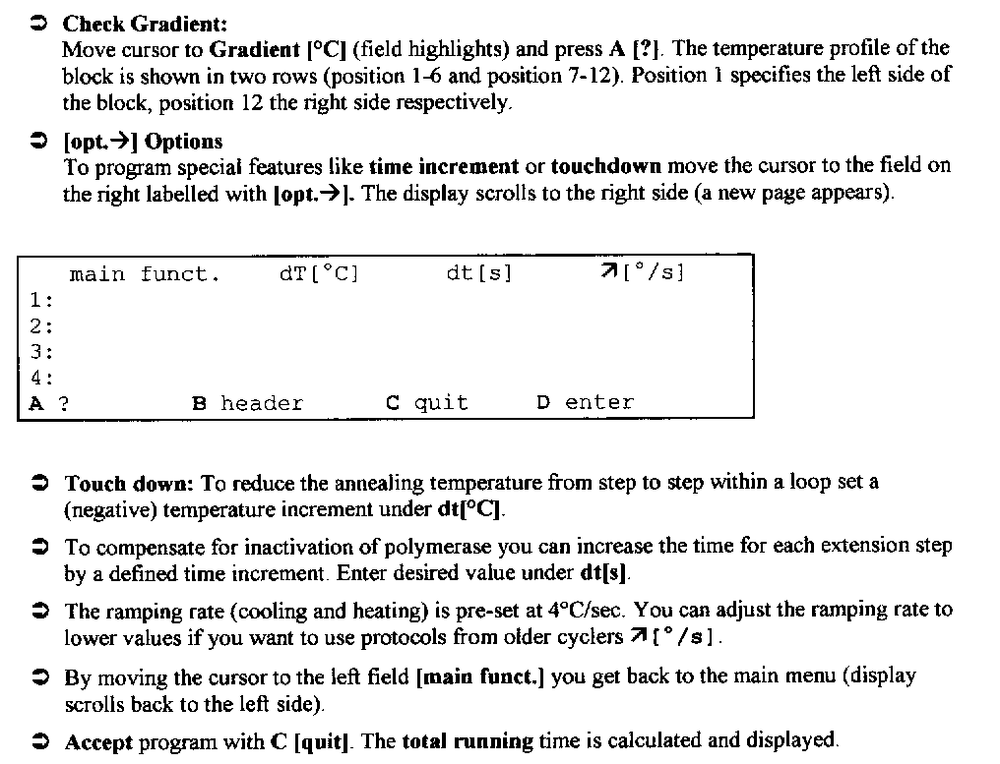 ➲ Check Gradient:
Move cursor to Gradient [°C] (field highlights) and press A [?]. The temperature profile of the
block is shown in two rows (position 1-6 and position 7-12). Position 1 specifies the left side of
the block, position 12 the right side respectively.
➲ [opt.→] Options
To program special features like time increment or touchdown move the cursor to the field on
the right labelled with [opt.→]. The display scrolls to the right side (a new page appears).
main funct. dT[°C] dt[s] ↗[°/s]
1:
2:
3:
4:
A ? B header C quit D enter
➲ Touch down: To reduce the annealing temperature from step to step within a loop set a
(negative) temperature increment under dt[°C].
➲ To compensate for inactivation of polymerase you can increase the time for each extension step
by a defined time increment. Enter desired value under dt[s].
➲ The ramping rate (cooling and heating) is pre-set at 4°C/sec. You can adjust the ramping rate to
lower values if you want to use protocols from older cyclers ↗[°/s].
➲ By moving the cursor to the left field [main funct.] you get back to the main menu (display
scrolls back to the left side).
➲ Accept program with C [quit]. The total running time is calculated and displayed.